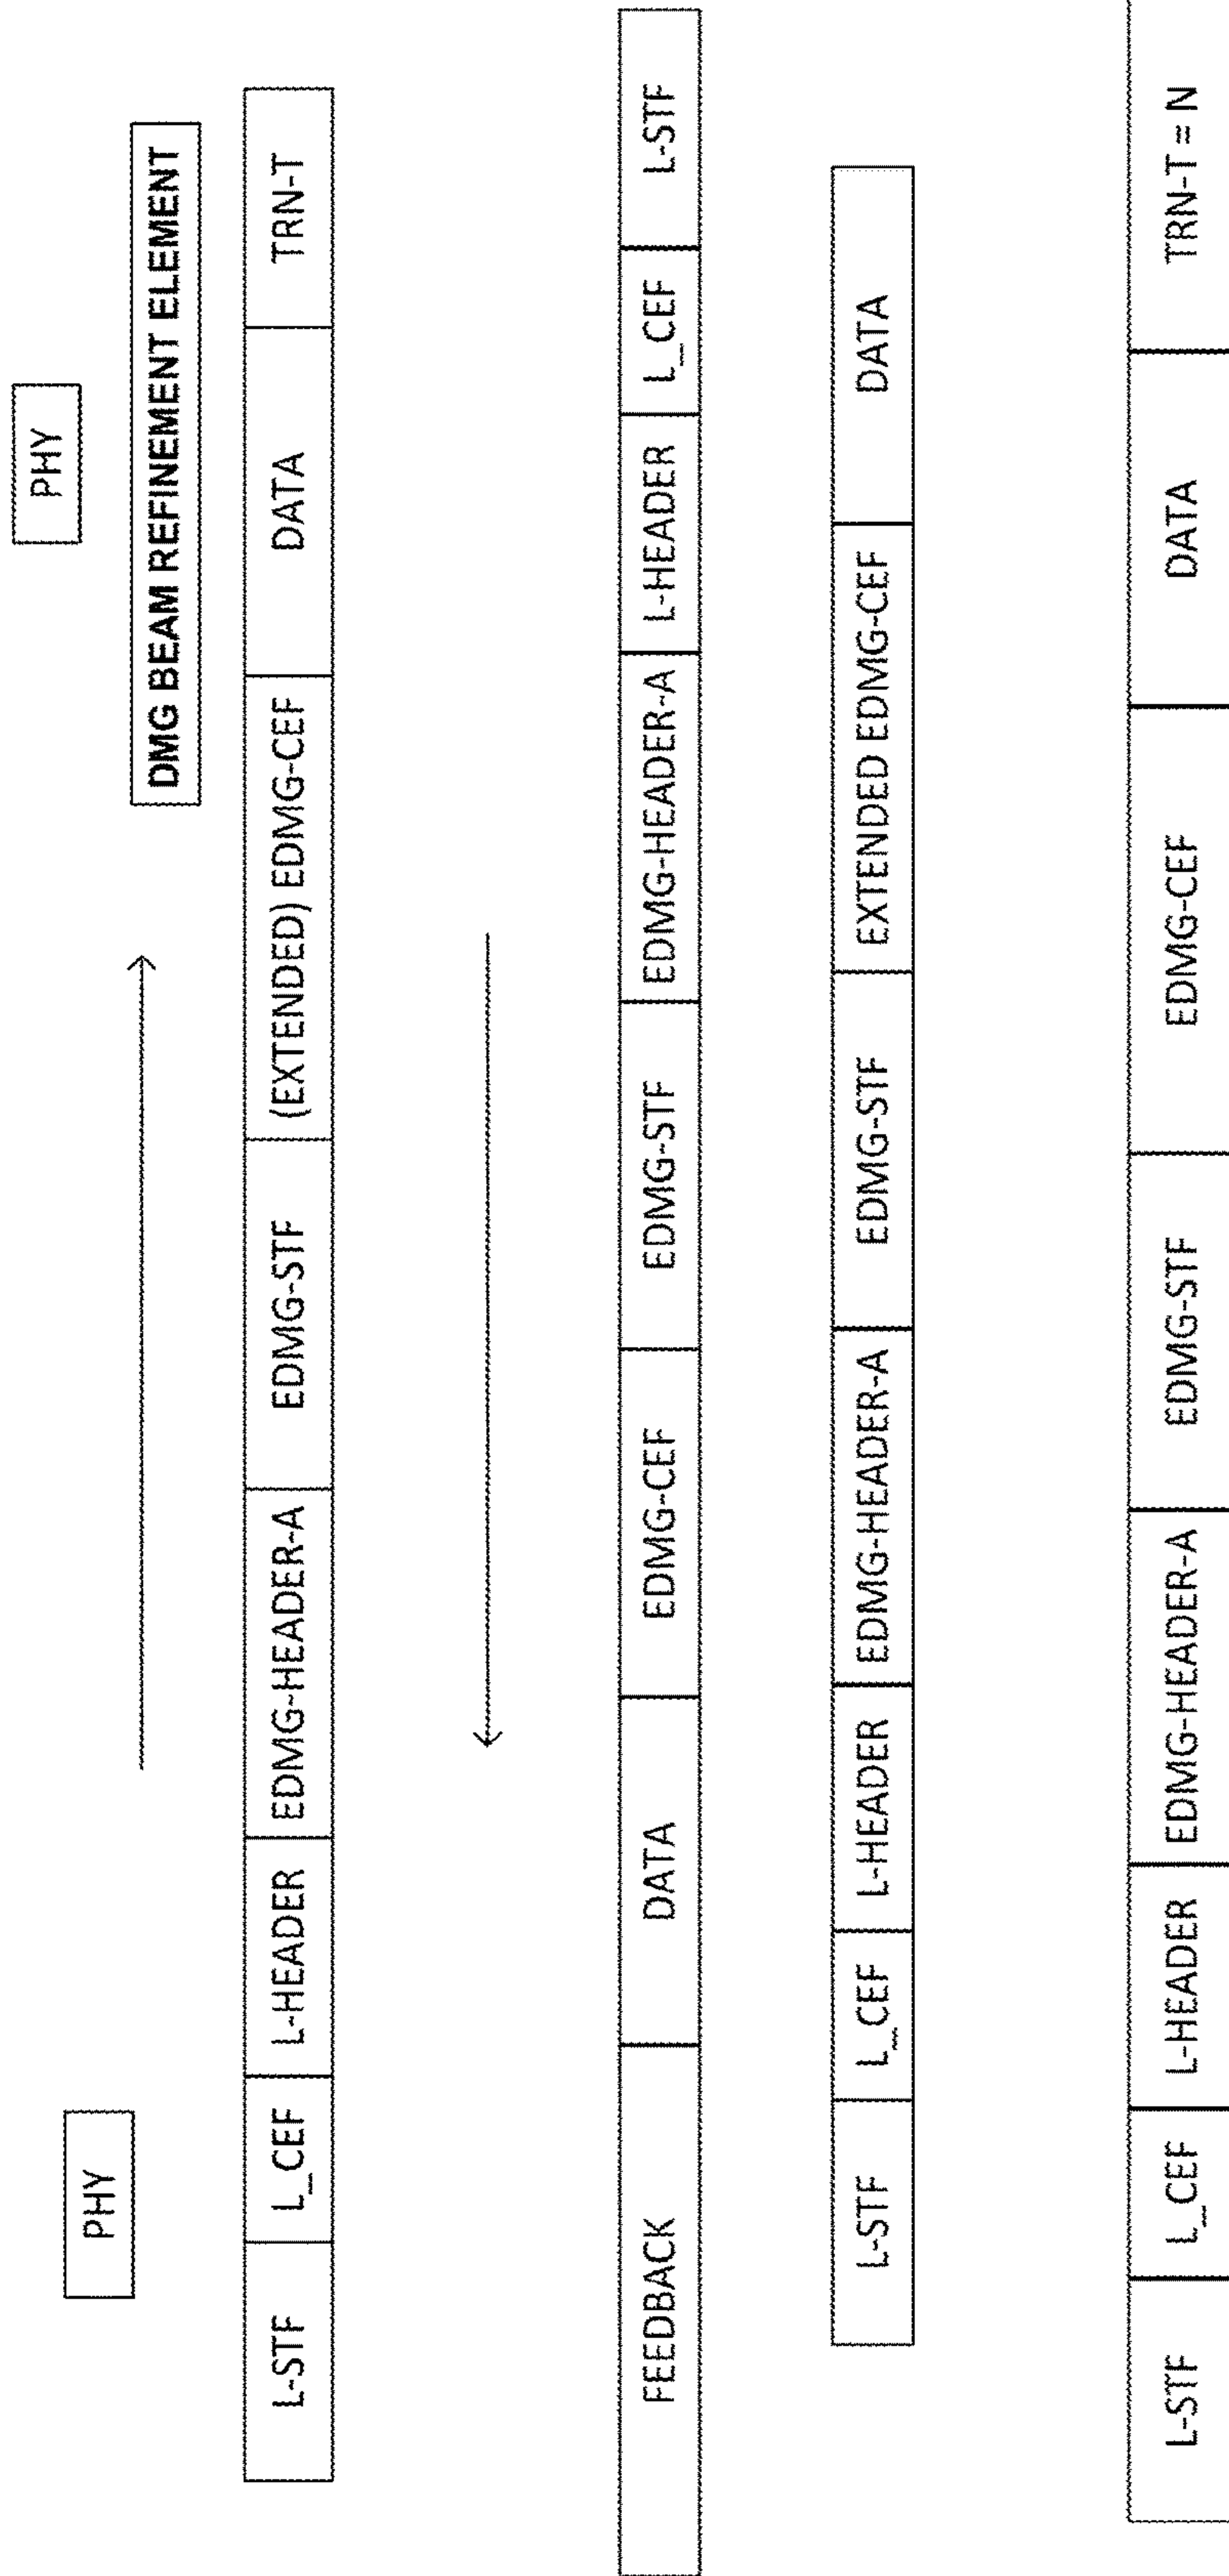 PHY
PHY
DMG BEAM REFINEMENT ELEMENT
L-STF L_CEF L-HEADER EDMG-HEADER-A EDMG-STF (EXTENDED) EDMG-CEF DATA TRN-T
FEEDBACK DATA EDMG-CEF EDMG-STF EDMG-HEADER-A L-HEADER L_CEF L-STF
L-STF L_CEF L-HEADER EDMG-HEADER-A EDMG-STF EXTENDED EDMG-CEF DATA
L-STF L_CEF L-HEADER EDMG-HEADER-A EDMG-STF EDMG-CEF DATA TRN-T = N